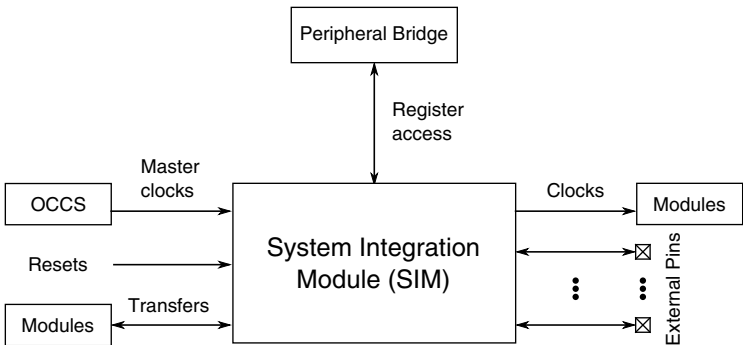 Peripheral Bridge
Register
access
Master
clocks
OCCS
Resets
Transfers
Modules
System Integration
Module (SIM)
Clocks
Modules
External Pins